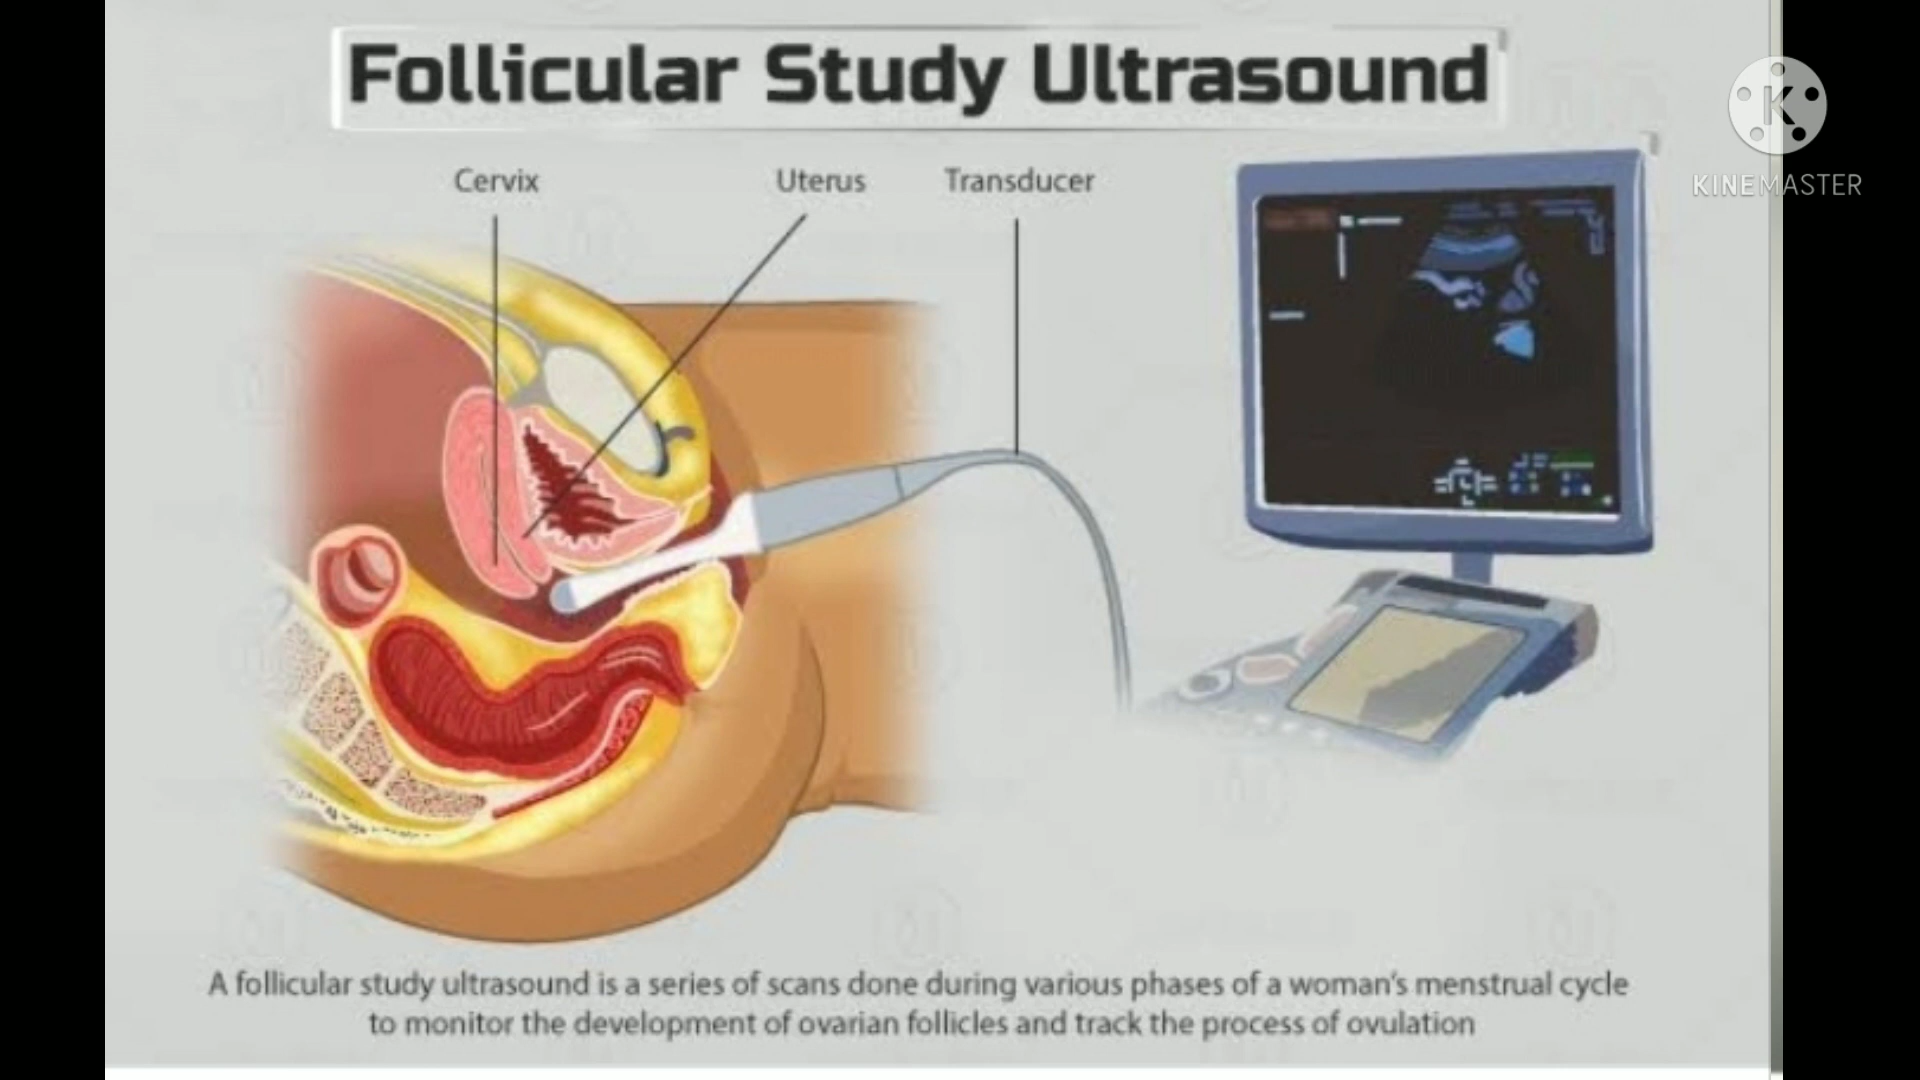 Follicular Study Ultrasound
Cervix
Uterus
Transducer
KINEMASTER
A follicular study ultrasound is a series of scans done during various phases of a woman's menstrual cycle
to monitor the development of ovarian follicles and track the process of ovulation